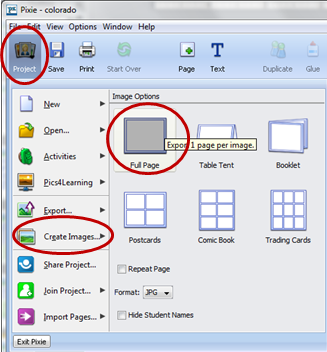 Pixie - colorado
File Edit View Options Window Help
Project Save Print Start Over Page Text Duplicate Glue
New
Open...
Activities
Pics4Learning
Export...
Create Images...
Share Project...
Join Project...
Import Pages...
Image Options
Full Page
Export 1 page per image.
Table Tent
Booklet
Postcards
Comic Book
Trading Cards
Repeat Page
Format: JPG
Hide Student Names
Exit Pixie